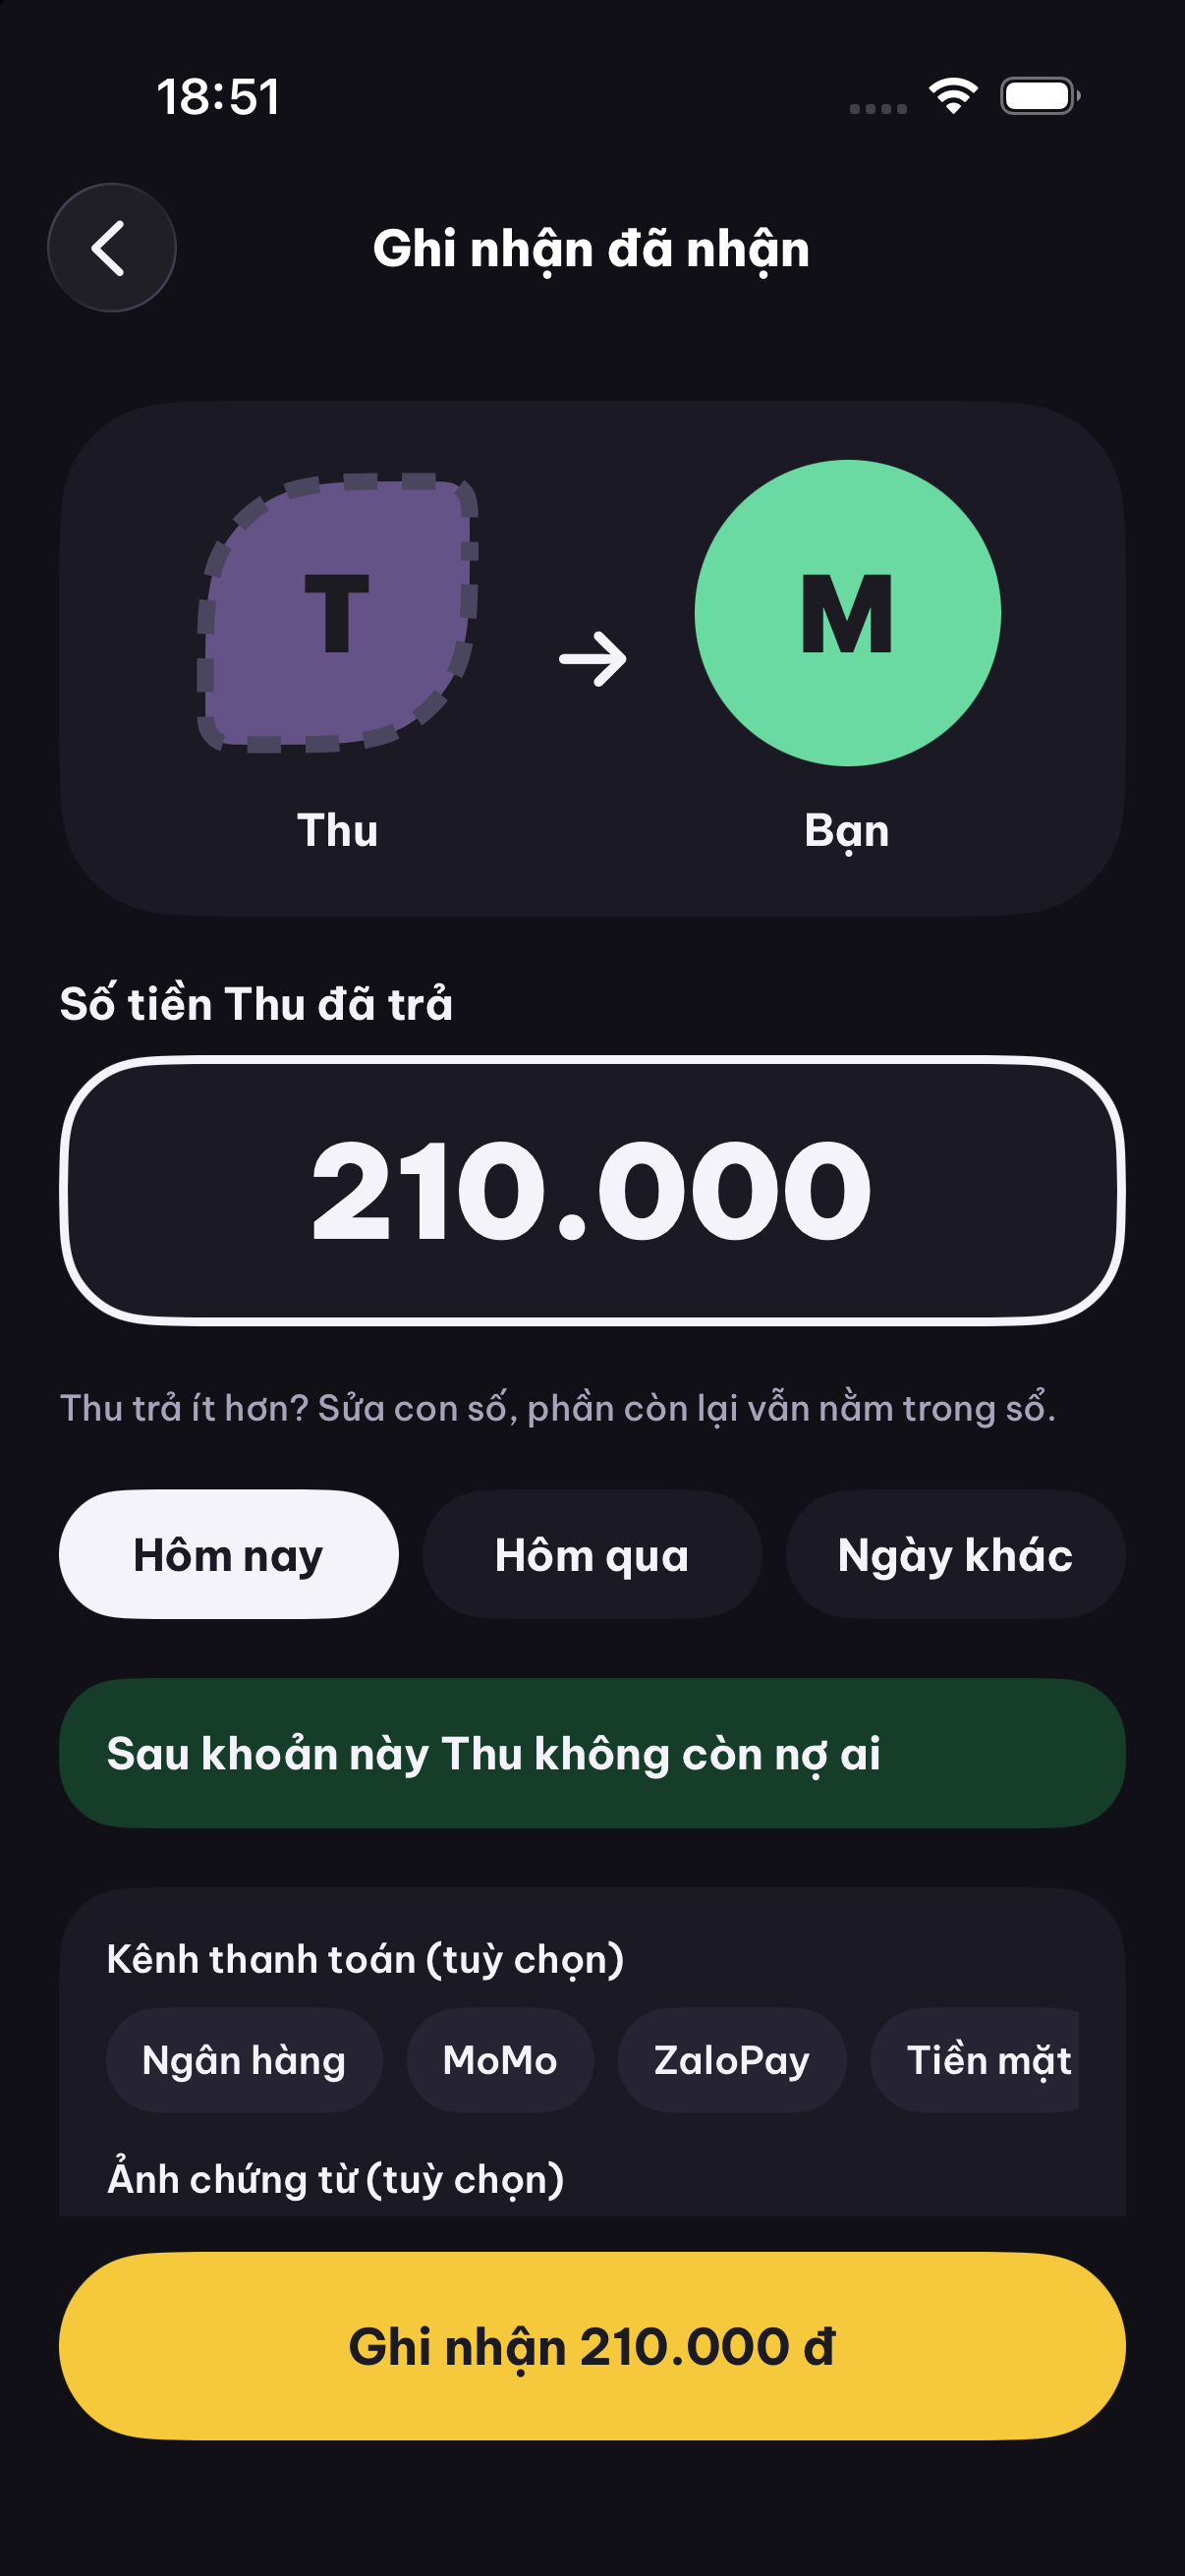 18:51
Ghi nhận đã nhận
T
M
Thu
Bạn
Số tiền Thu đã trả
210.000
Thu trả ít hơn? Sửa con số, phần còn lại vẫn nằm trong sổ.
Hôm nay
Hôm qua
Ngày khác
Sau khoản này Thu không còn nợ ai
Kênh thanh toán (tuỳ chọn)
Ngân hàng
MoMo
ZaloPay
Tiền mặt
Ảnh chứng từ (tuỳ chọn)
Ghi nhận 210.000 đ